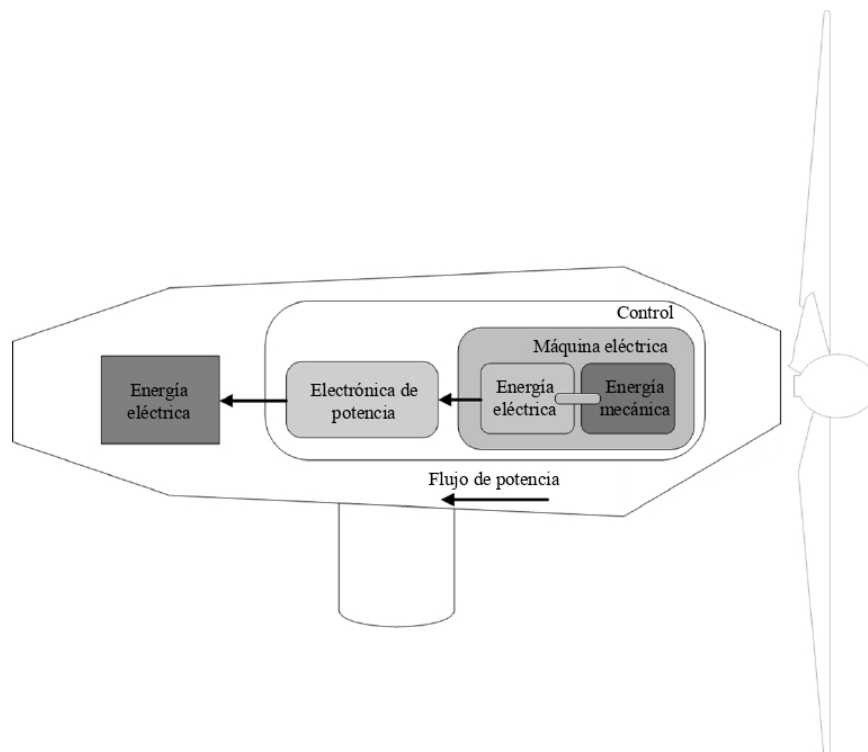 Control
Máquina eléctrica
Energía
eléctrica
Electrónica de
potencia
Energía
eléctrica
Energía
mecánica
Flujo de potencia